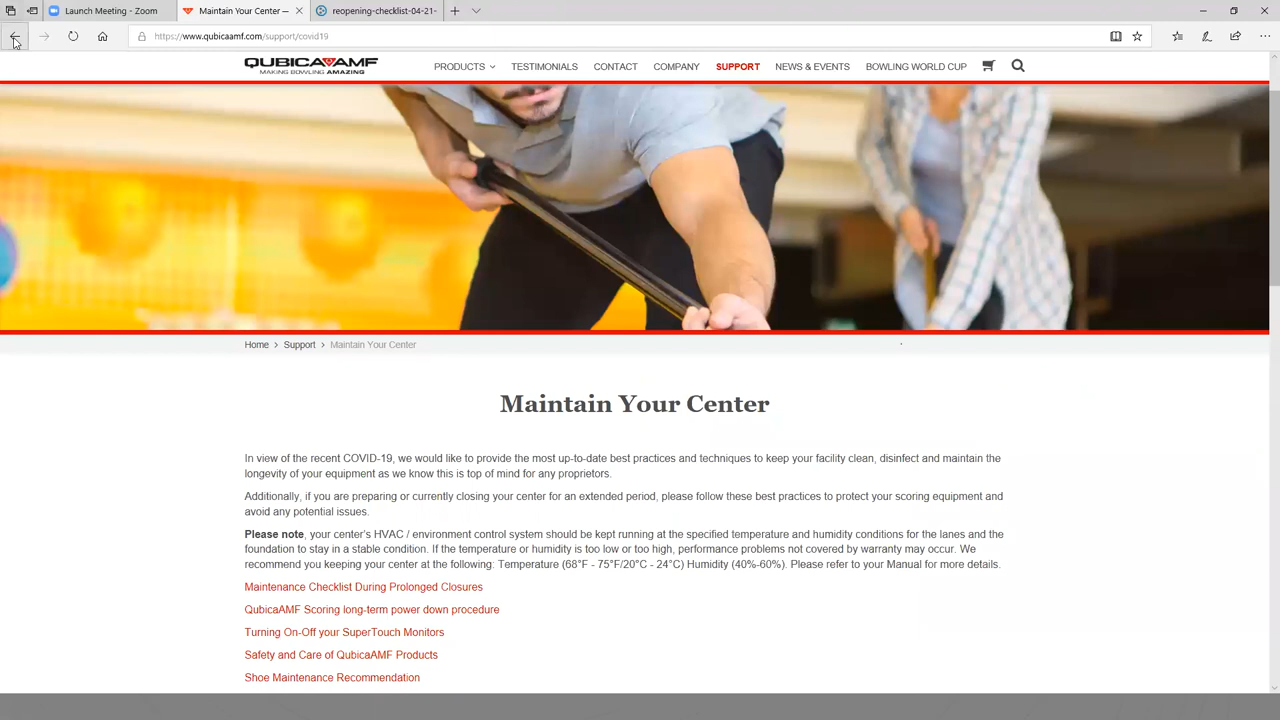 Launch Meeting - Zoom
Maintain Your Center —
reopening-checklist-04-21-
https://www.qubicaamf.com/support/covid19
QUBICAAMF
MAKING BOWLING AMAZING
PRODUCTS TESTIMONIALS CONTACT COMPANY SUPPORT NEWS & EVENTS BOWLING WORLD CUP
Home > Support > Maintain Your Center
Maintain Your Center
In view of the recent COVID-19, we would like to provide the most up-to-date best practices and techniques to keep your facility clean, disinfect and maintain the
longevity of your equipment as we know this is top of mind for any proprietors.
Additionally, if you are preparing or currently closing your center for an extended period, please follow these best practices to protect your scoring equipment and
avoid any potential issues.
Please note, your center's HVAC / environment control system should be kept running at the specified temperature and humidity conditions for the lanes and the
foundation to stay in a stable condition. If the temperature or humidity is too low or too high, performance problems not covered by warranty may occur. We
recommend you keeping your center at the following: Temperature (68°F - 75°F/20°C - 24°C) Humidity (40%-60%). Please refer to your Manual for more details.
Maintenance Checklist During Prolonged Closures
QubicaAMF Scoring long-term power down procedure
Turning On-Off your SuperTouch Monitors
Safety and Care of QubicaAMF Products
Shoe Maintenance Recommendation